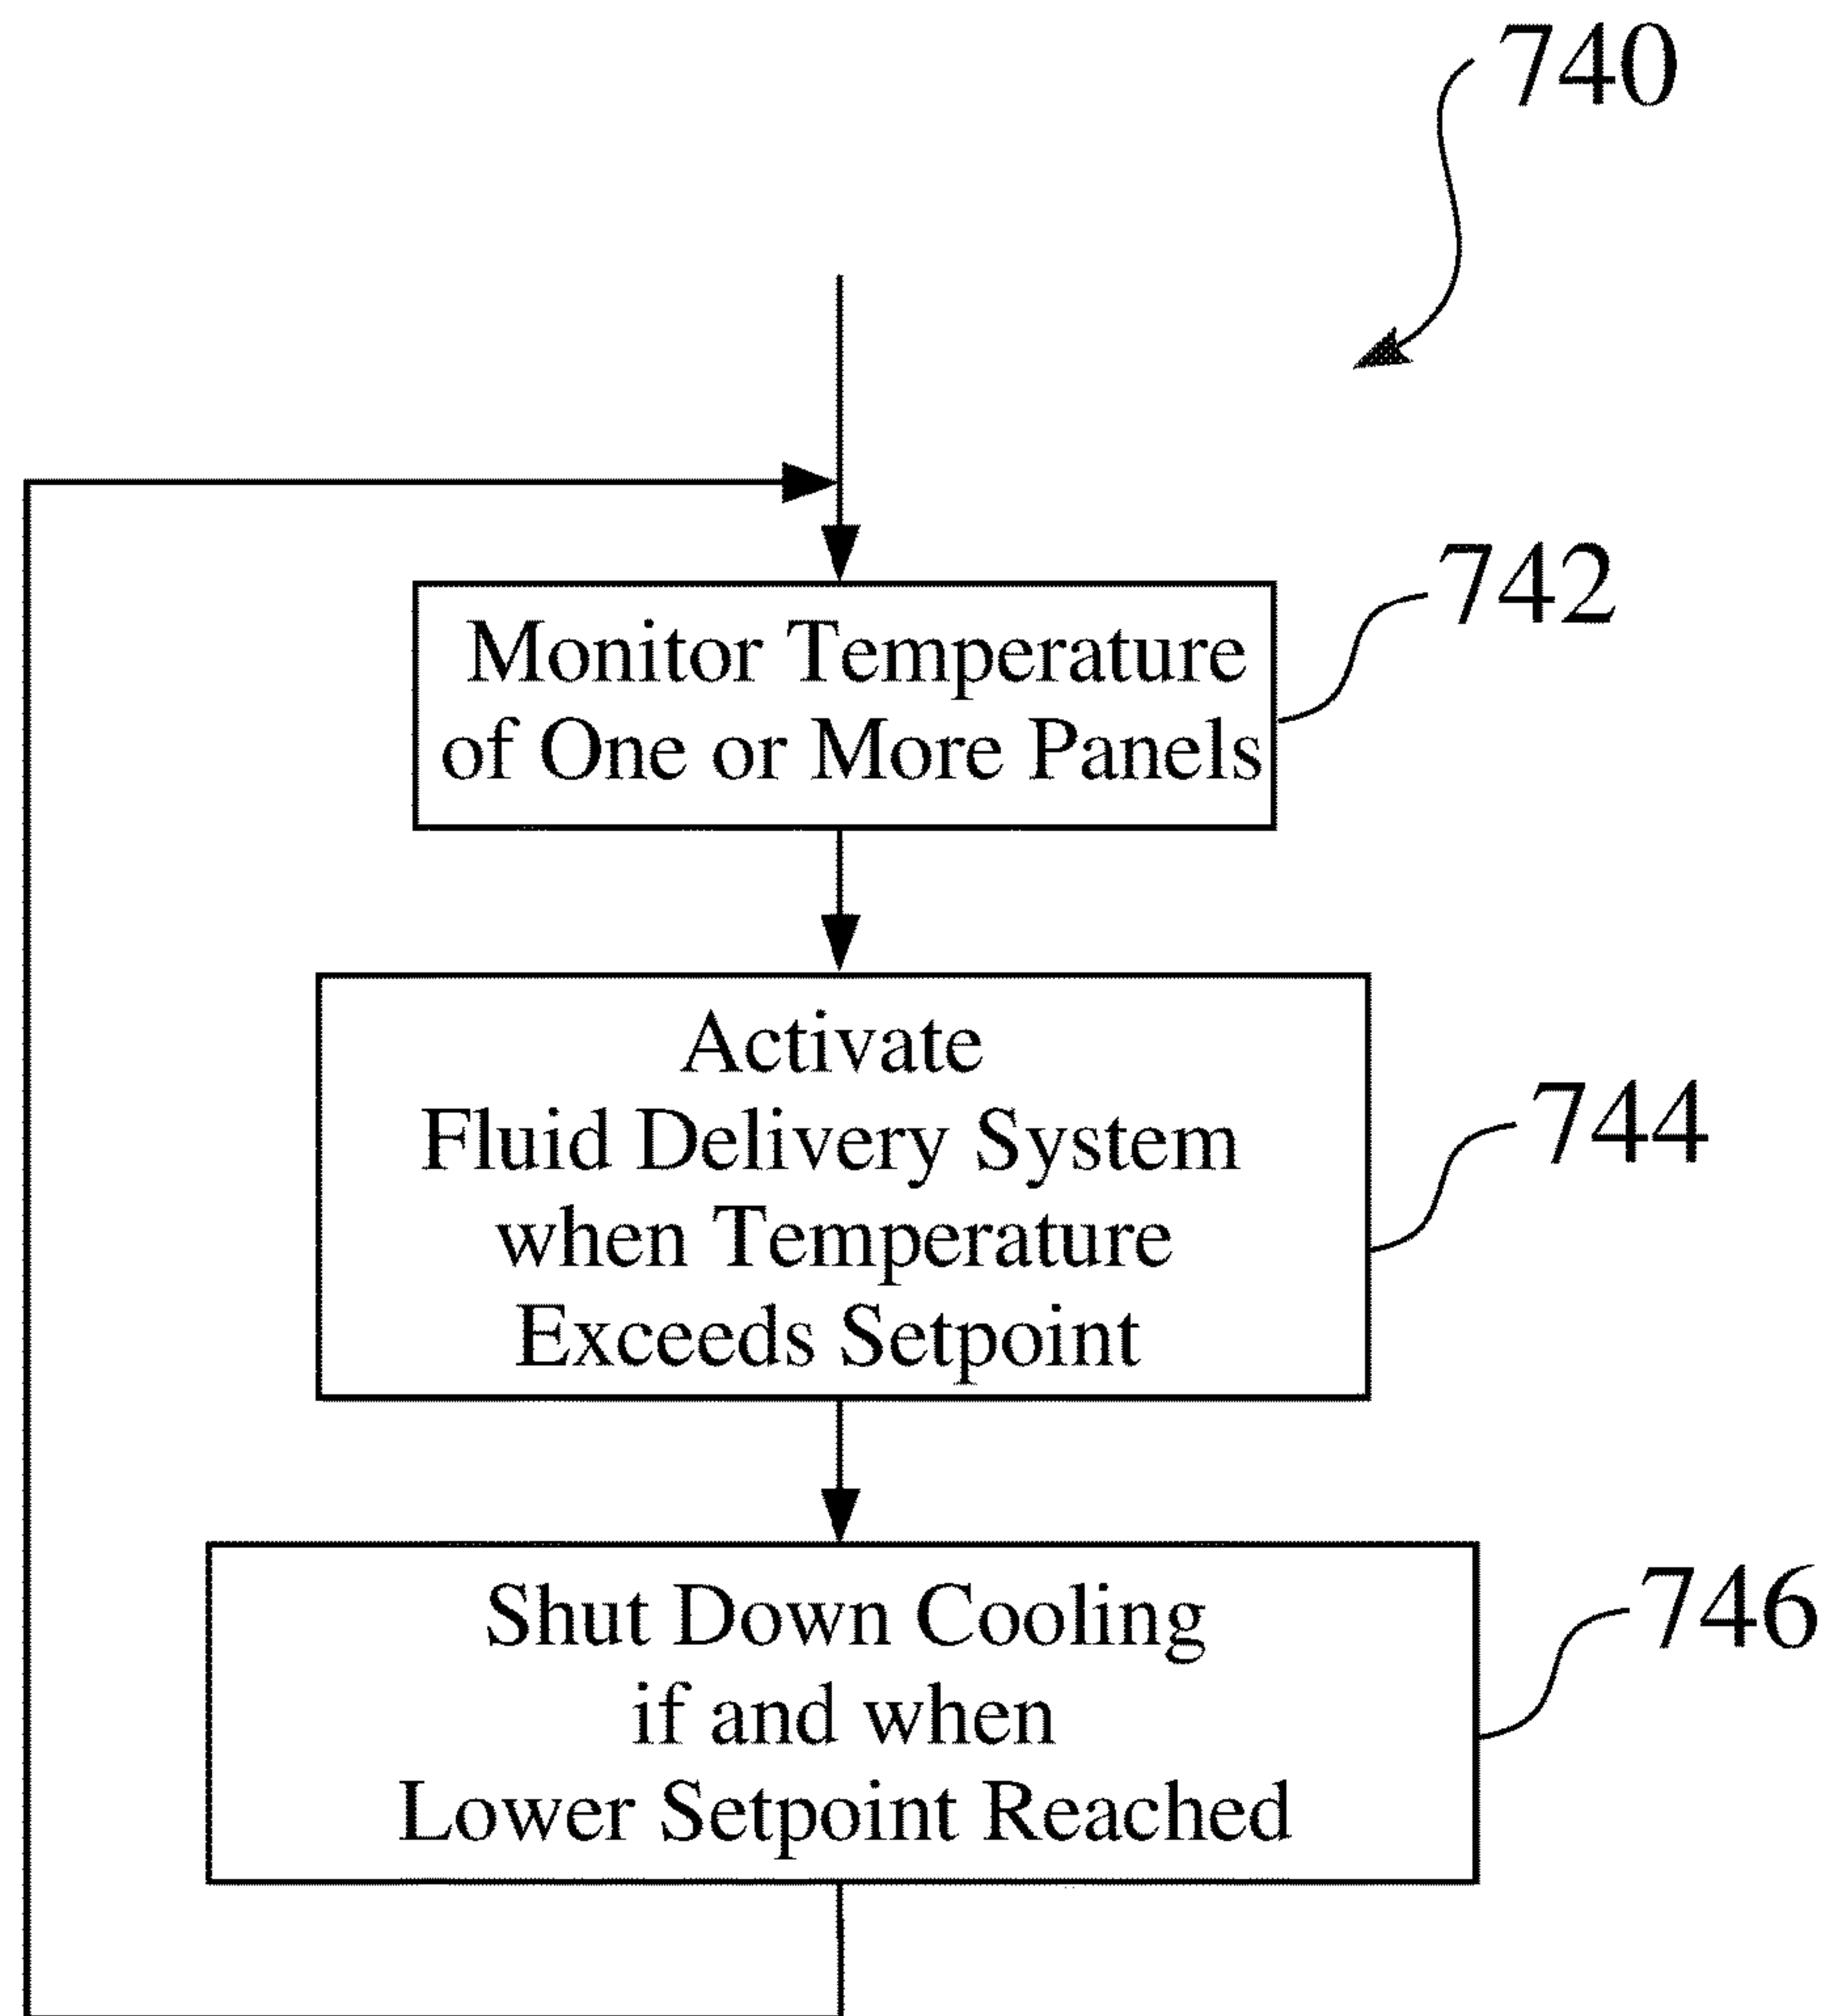 740
Monitor Temperature
of One or More Panels
742
Activate
Fluid Delivery System
when Temperature
Exceeds Setpoint
744
Shut Down Cooling
if and when
Lower Setpoint Reached
746